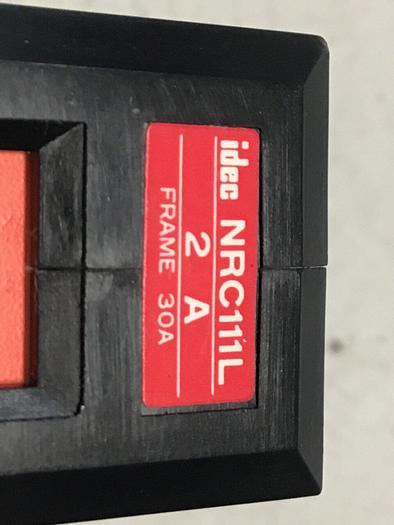 idec NRC111L
2 A
FRAME 30A